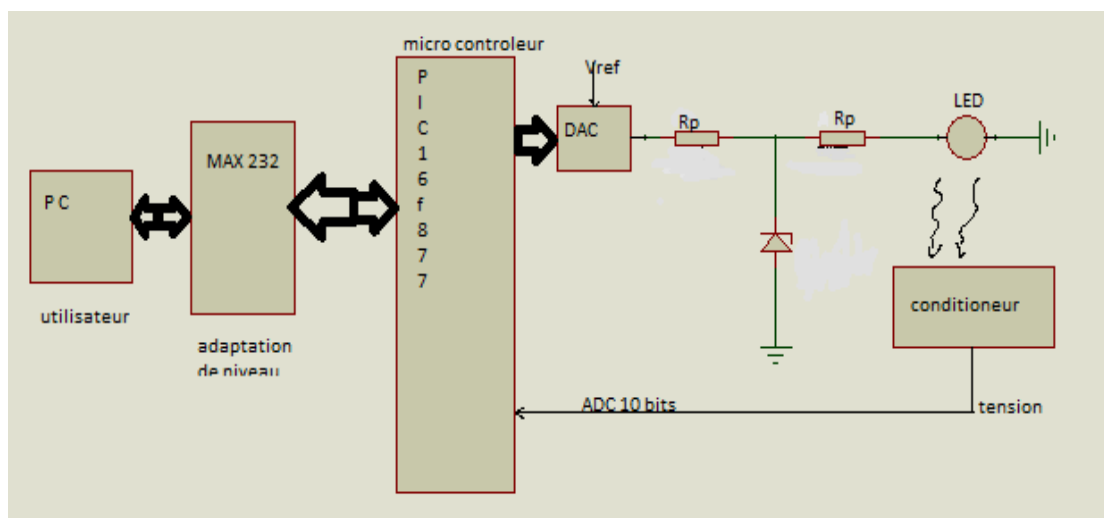 micro controleur
P
I
C
1
6
f
8
7
7
Vref
DAC
Rp
Rp
LED
MAX 232
P C
utilisateur
adaptation
de niveau
conditioneur
ADC 10 bits
tension